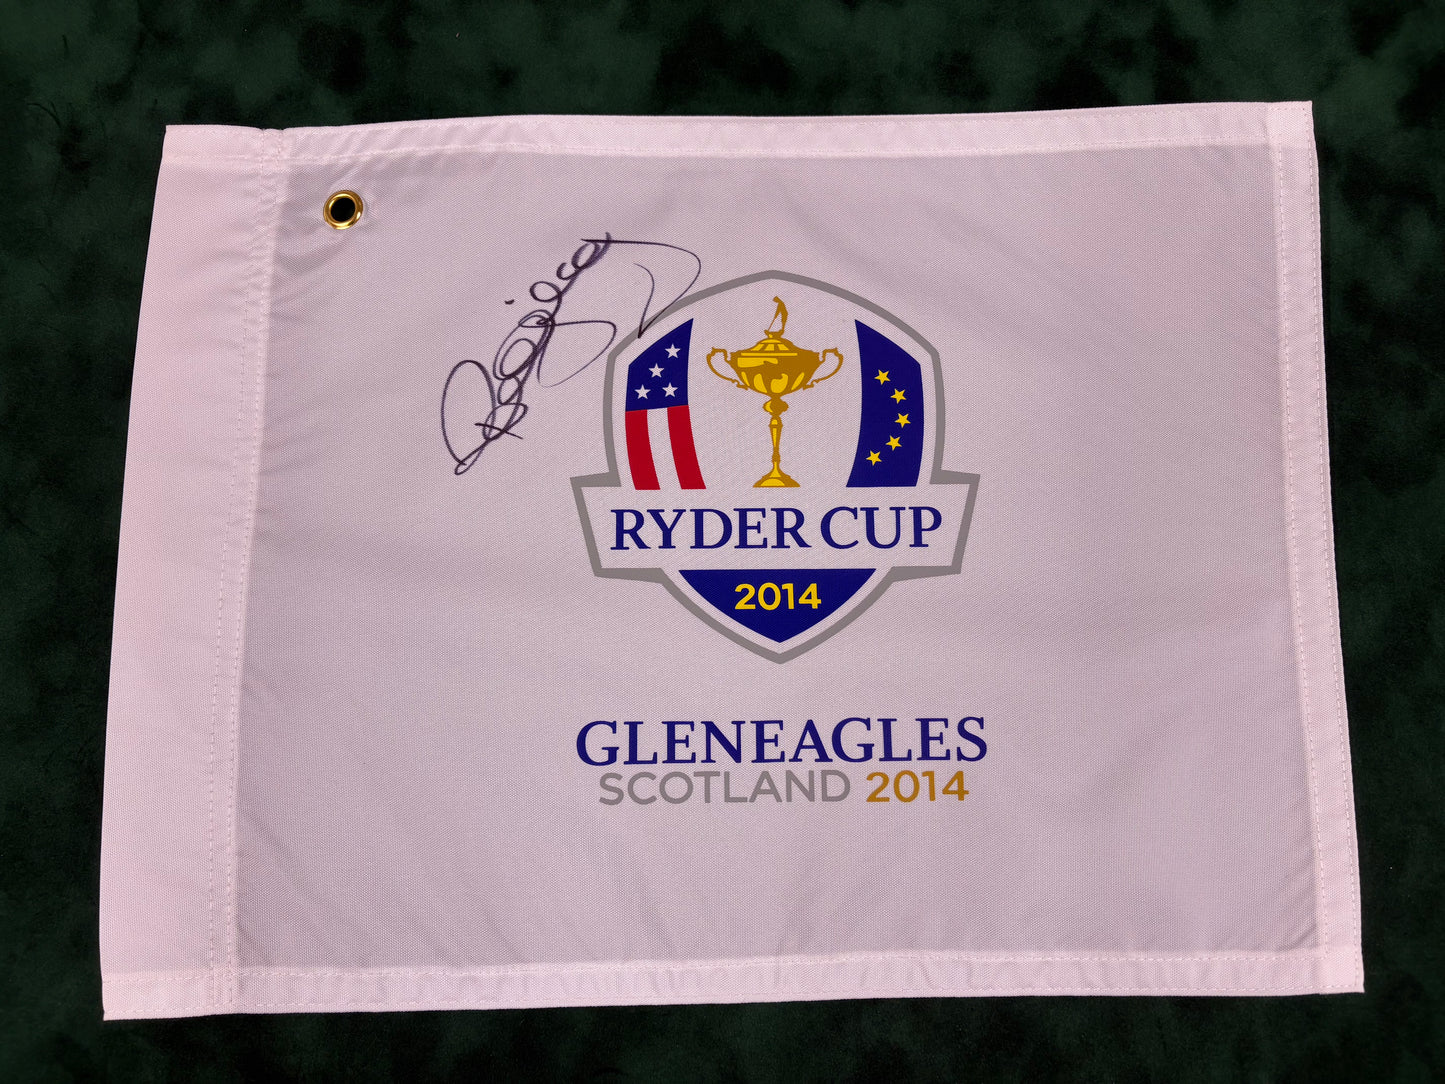 RYDER CUP
2014
GLENEAGLES
SCOTLAND 2014